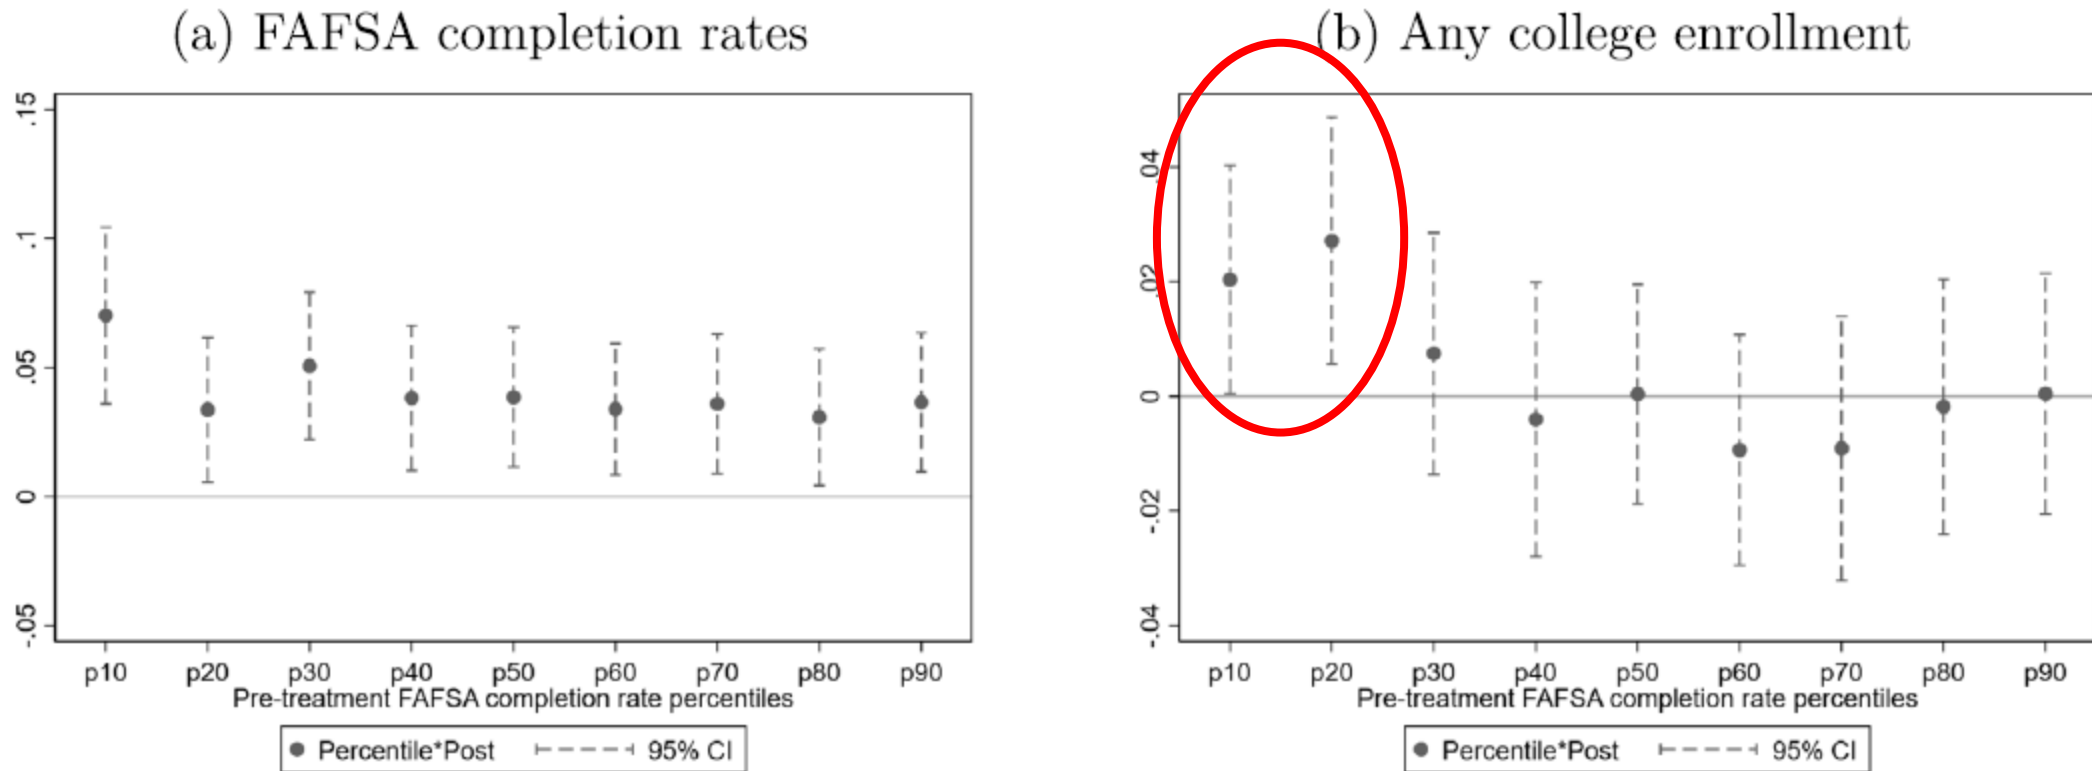 (a) FAFSA completion rates
.15
.1
.05
0
-.05
p10 p20 p30 p40 p50 p60 p70 p80 p90
Pre-treatment FAFSA completion rate percentiles
Percentile*Post 95% CI
(b) Any college enrollment
.04
.02
0
-.02
-.04
p10 p20 p30 p40 p50 p60 p70 p80 p90
Pre-treatment FAFSA completion rate percentiles
Percentile*Post 95% CI